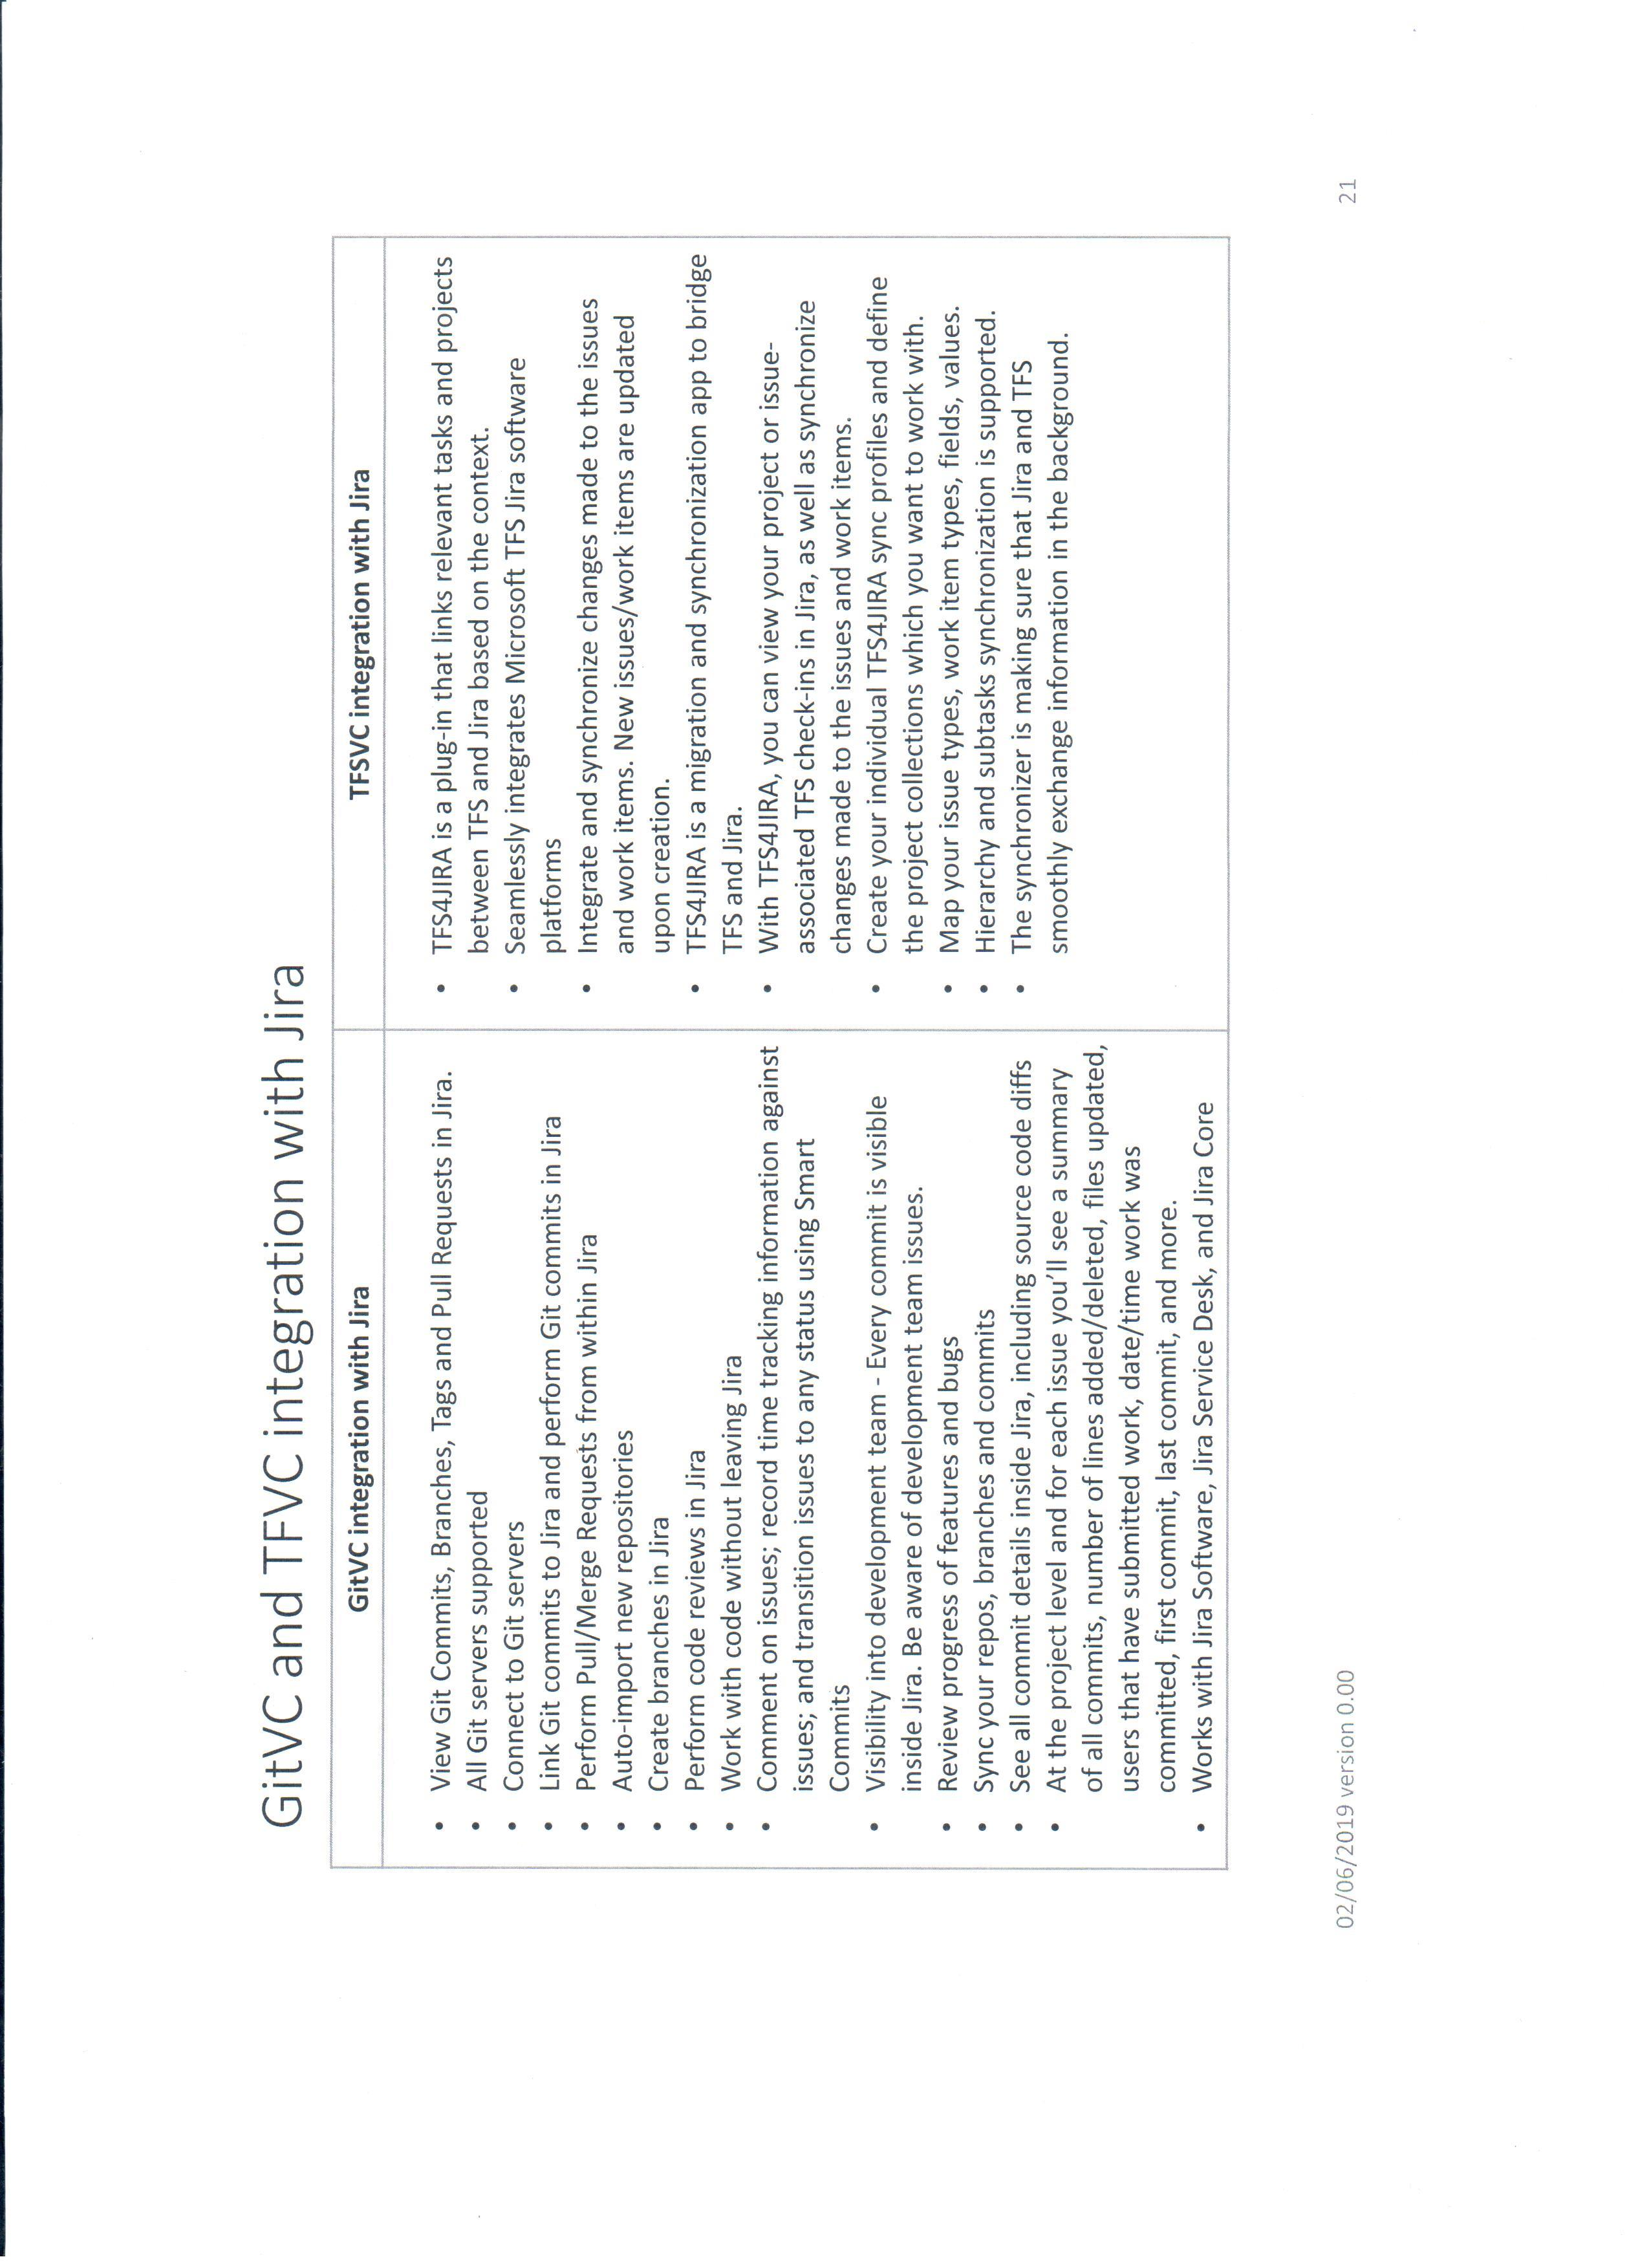 GitVC and TFVC integration with Jira
GitVC integration with Jira
• View Git Commits, Branches, Tags and Pull Requests in Jira.
• All Git servers supported
• Connect to Git servers
• Link Git commits to Jira and perform Git commits in Jira
• Perform Pull/Merge Requests from within Jira
• Auto-import new repositories
• Create branches in Jira
• Perform code reviews in Jira
• Work with code without leaving Jira
• Comment on issues; record time tracking information against
issues; and transition issues to any status using Smart
Commits
• Visibility into development team - Every commit is visible
inside Jira. Be aware of development team issues.
• Review progress of features and bugs
• Sync your repos, branches and commits
• See all commit details inside Jira, including source code diffs
• At the project level and for each issue you'll see a summary
of all commits, number of lines added/deleted, files updated,
users that have submitted work, date/time work was
committed, first commit, last commit, and more.
• Works with Jira Software, Jira Service Desk, and Jira Core
TFSVC integration with Jira
• TFS4JIRA is a plug-in that links relevant tasks and projects
between TFS and Jira based on the context.
• Seamlessly integrates Microsoft TFS Jira software
platforms
• Integrate and synchronize changes made to the issues
and work items. New issues/work items are updated
upon creation.
• TFS4JIRA is a migration and synchronization app to bridge
TFS and Jira.
• With TFS4JIRA, you can view your project or issue-
associated TFS check-ins in Jira, as well as synchronize
changes made to the issues and work items.
• Create your individual TFS4JIRA sync profiles and define
the project collections which you want to work with.
• Map your issue types, work item types, fields, values.
• Hierarchy and subtasks synchronization is supported.
• The synchronizer is making sure that Jira and TFS
smoothly exchange information in the background.
02/06/2019 version 0.00
21